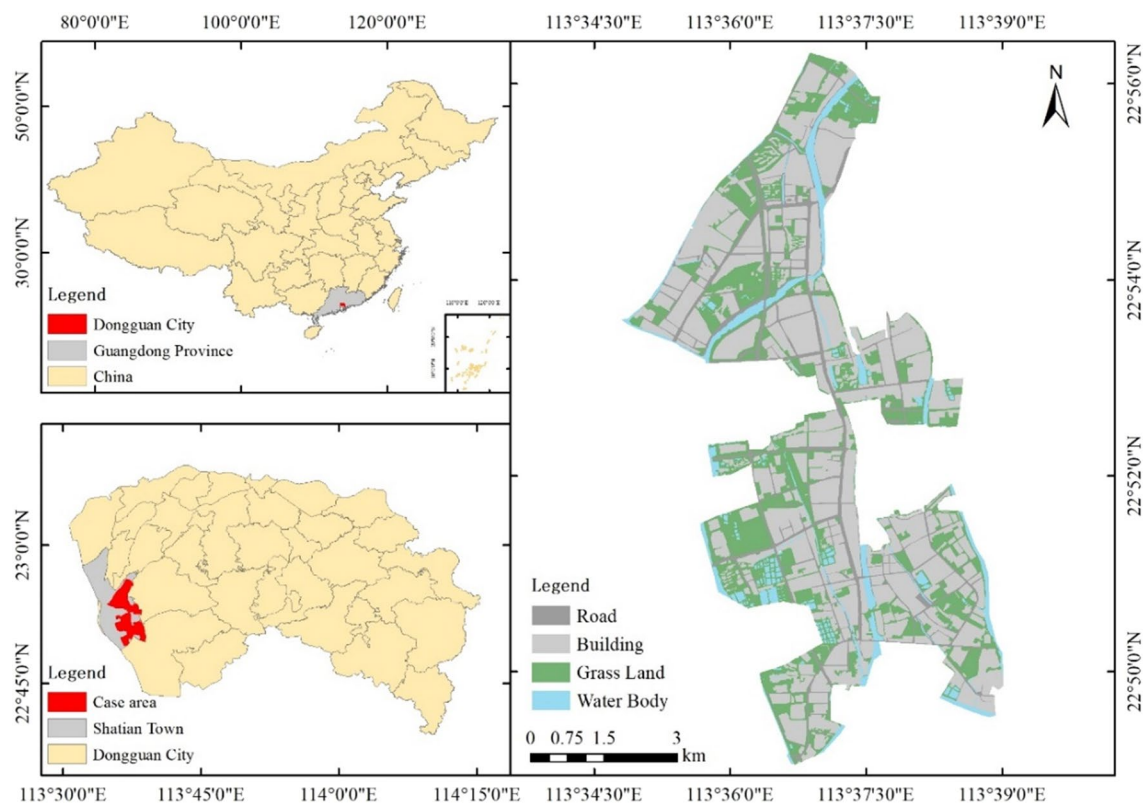 80°0'0"E 100°0'0"E 120°0'0"E 113°34'30"E 113°36'0"E 113°37'30"E 113°39'0"E
50°0'0"N
30°0'0"N
Legend
Dongguan City
Guangdong Province
China
23°0'0"N
22°45'0"N
Legend
Case area
Shatian Town
Dongguan City
113°30'0"E 113°45'0"E 114°0'0"E 114°15'0"E
N
22°56'0"N
22°54'0"N
22°52'0"N
22°50'0"N
Legend
Road
Building
Grass Land
Water Body
0 0.75 1.5 3
km
113°34'30"E 113°36'0"E 113°37'30"E 113°39'0"E